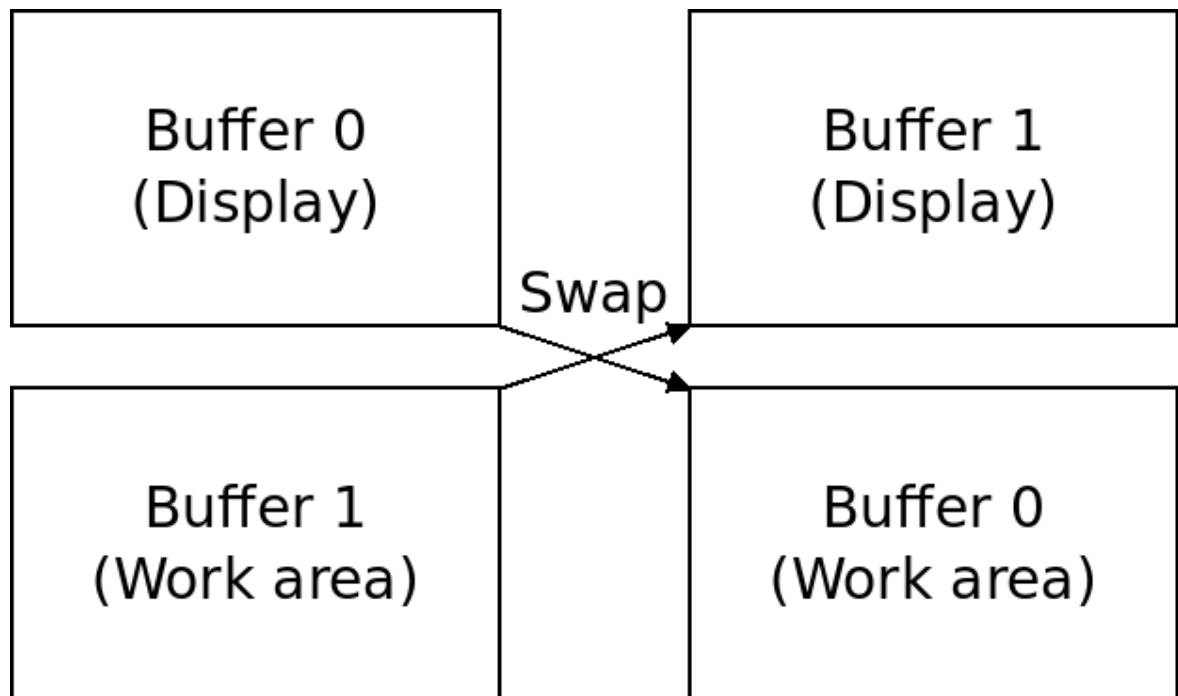 Buffer 0
(Display)
Buffer 1
(Display)
Swap
Buffer 1
(Work area)
Buffer 0
(Work area)